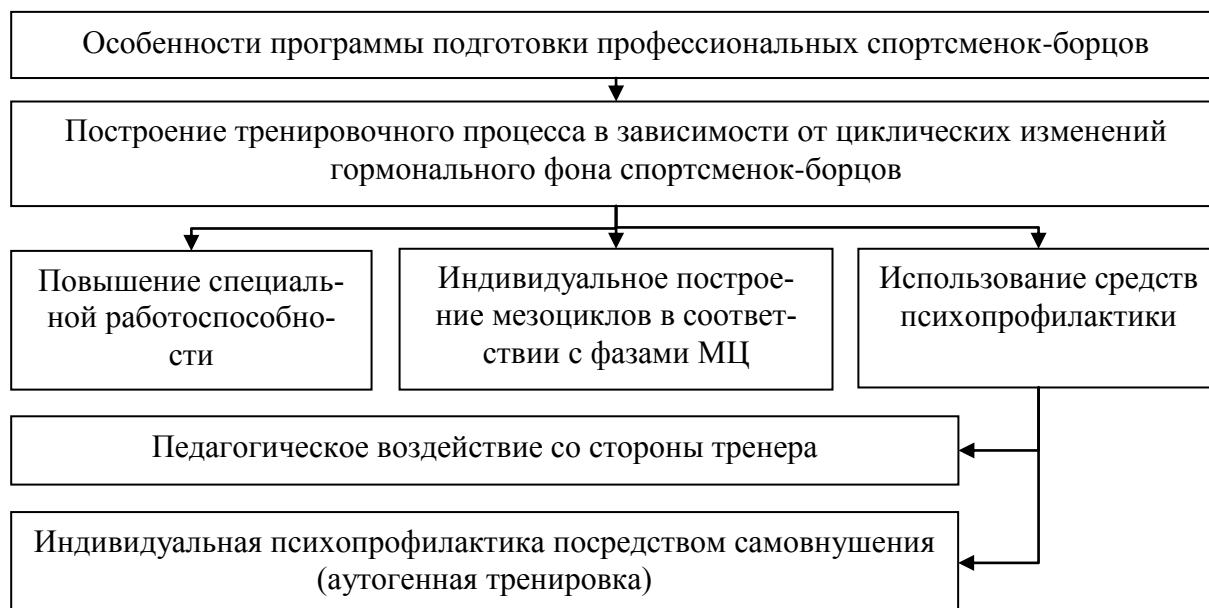 Особенности программы подготовки профессиональных спортсменок-борцов
Построение тренировочного процесса в зависимости от циклических изменений
гормонального фона спортсменок-борцов
Повышение специаль-
ной работоспособно-
сти
Индивидуальное построе-
ние мезоциклов в соответ-
ствии с фазами МЦ
Использование средств
психопрофилактики
Педагогическое воздействие со стороны тренера
Индивидуальная психопрофилактика посредством самовнушения
(аутогенная тренировка)